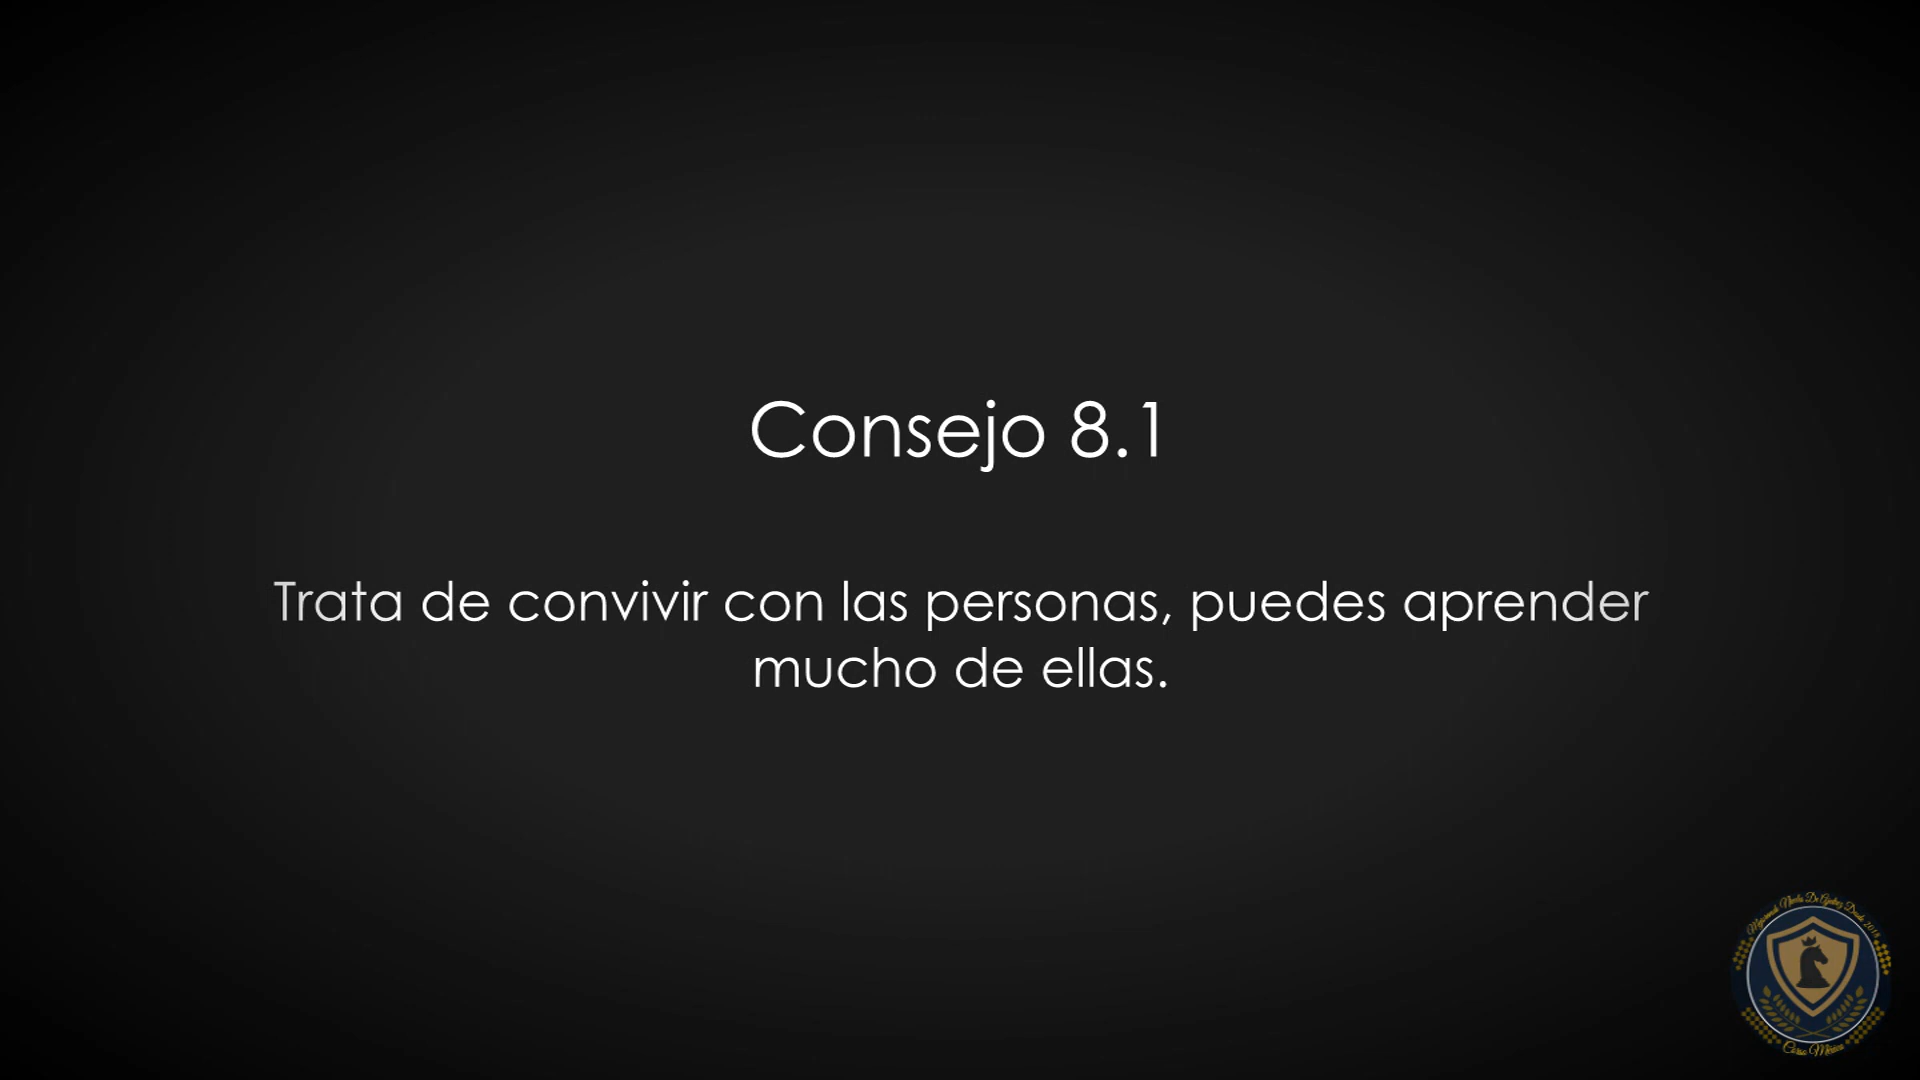 Consejo 8.1
Trata de convivir con las personas, puedes aprender
mucho de ellas.